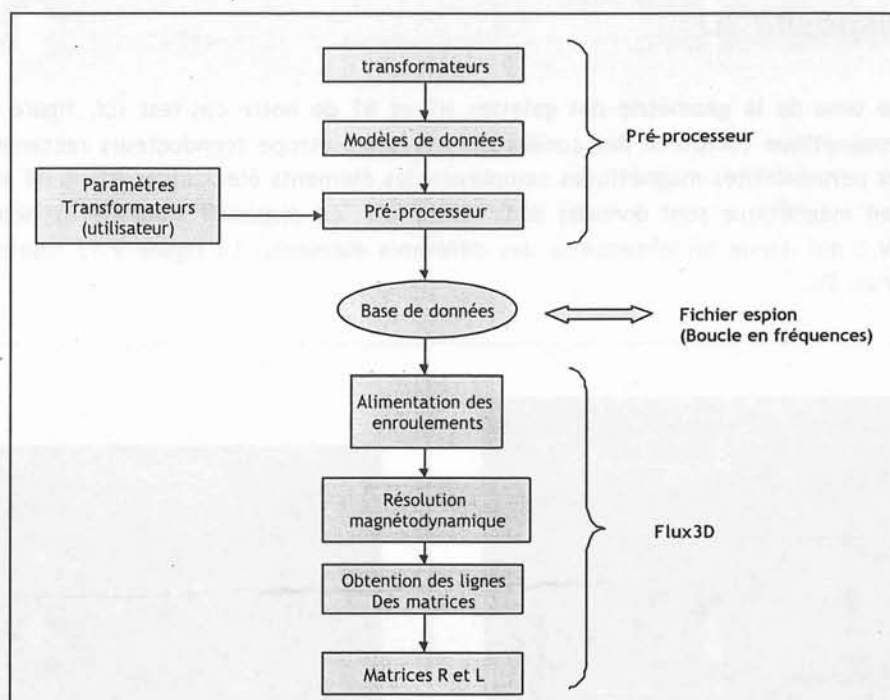 transformateurs
Modèles de données
Pré-processeur
Paramètres
Transformateurs
(utilisateur)
Pré-processeur
Base de données
Fichier espion
(Boucle en fréquences)
Alimentation des
enroulements
Résolution
magnétodynamique
Flux3D
Obtention des lignes
Des matrices
Matrices R et L